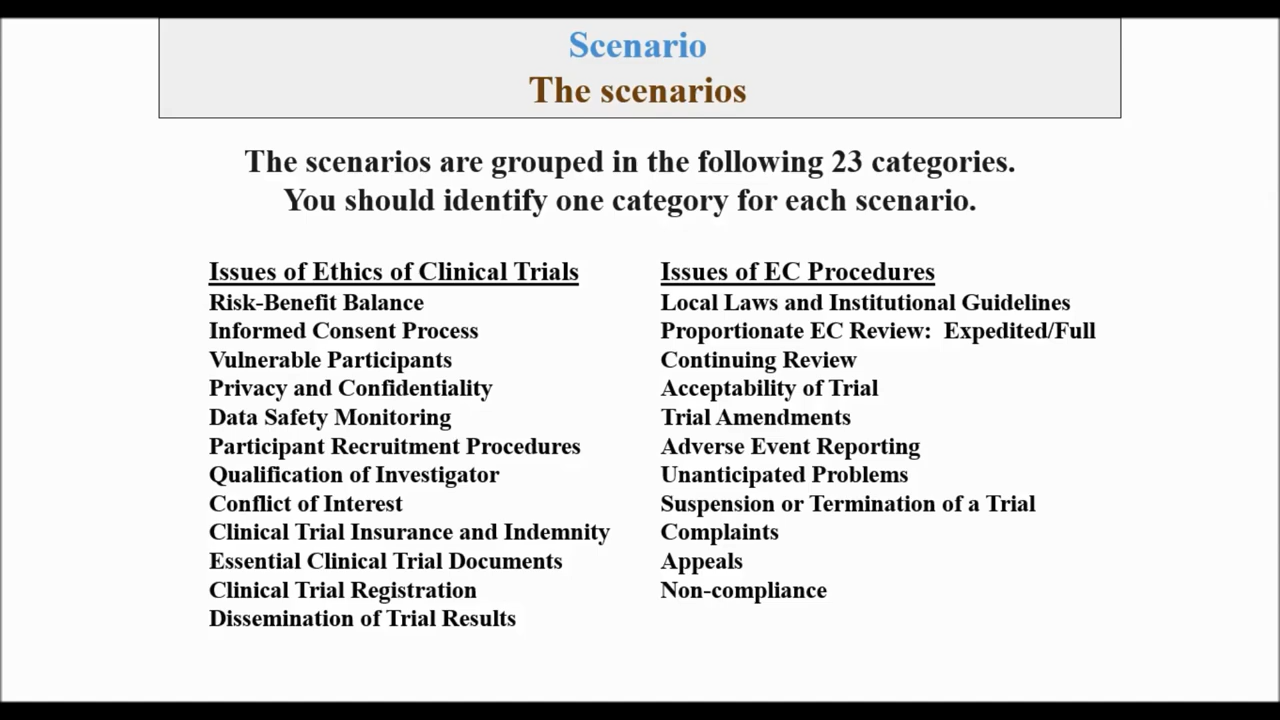 Scenario
The scenarios
The scenarios are grouped in the following 23 categories.
You should identify one category for each scenario.
Issues of Ethics of Clinical Trials
Risk-Benefit Balance
Informed Consent Process
Vulnerable Participants
Privacy and Confidentiality
Data Safety Monitoring
Participant Recruitment Procedures
Qualification of Investigator
Conflict of Interest
Clinical Trial Insurance and Indemnity
Essential Clinical Trial Documents
Clinical Trial Registration
Dissemination of Trial Results
Issues of EC Procedures
Local Laws and Institutional Guidelines
Proportionate EC Review:  Expedited/Full
Continuing Review
Acceptability of Trial
Trial Amendments
Adverse Event Reporting
Unanticipated Problems
Suspension or Termination of a Trial
Complaints
Appeals
Non-compliance